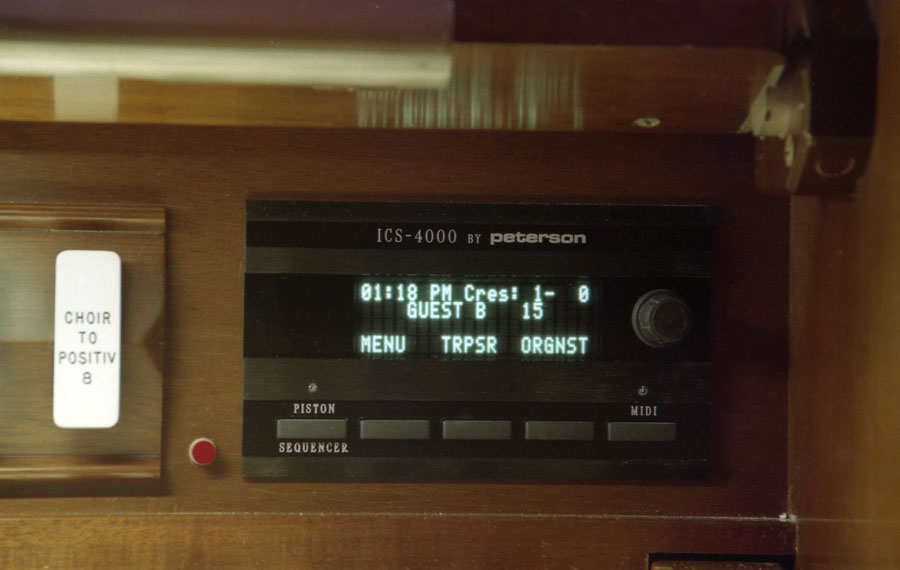 CHOIR
TO
POSITIV
8
ICS-4000 BY peterson
01:18 PM Cres: 1- 0
GUEST B 15
MENU TRPSR ORGNST
PISTON
MIDI
SEQUENCER